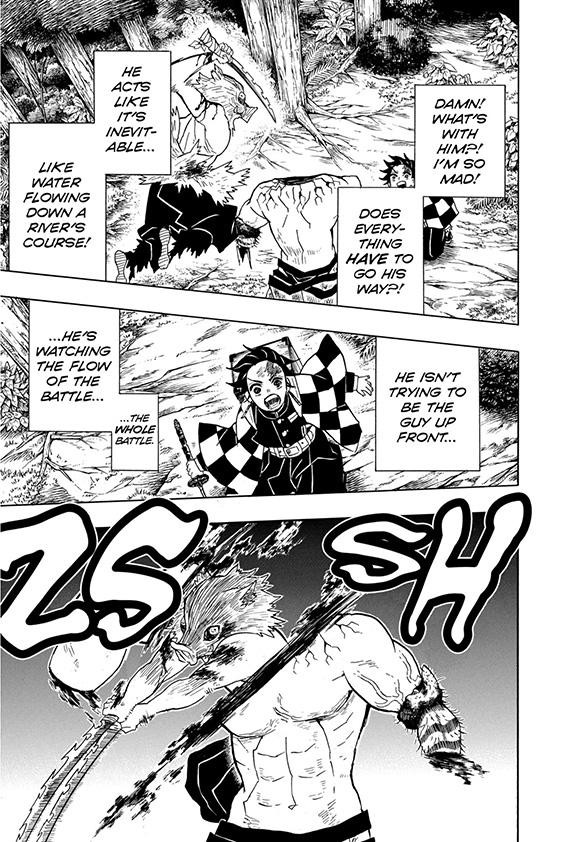 DAMN!
WHAT'S
WITH
HIM?!
I'M SO
MAD!
DOES
EVERY-
THING
HAVE TO
GO HIS
WAY?!
HE
ACTS
LIKE
IT'S
INEVIT-
ABLE...
LIKE
WATER
FLOWING
DOWN A
RIVER'S
COURSE!
HE ISN'T
TRYING TO
BE THE
GUY UP
FRONT...
...HE'S
WATCHING
THE FLOW
OF THE
BATTLE...
...THE
WHOLE
BATTLE.
ZSSH